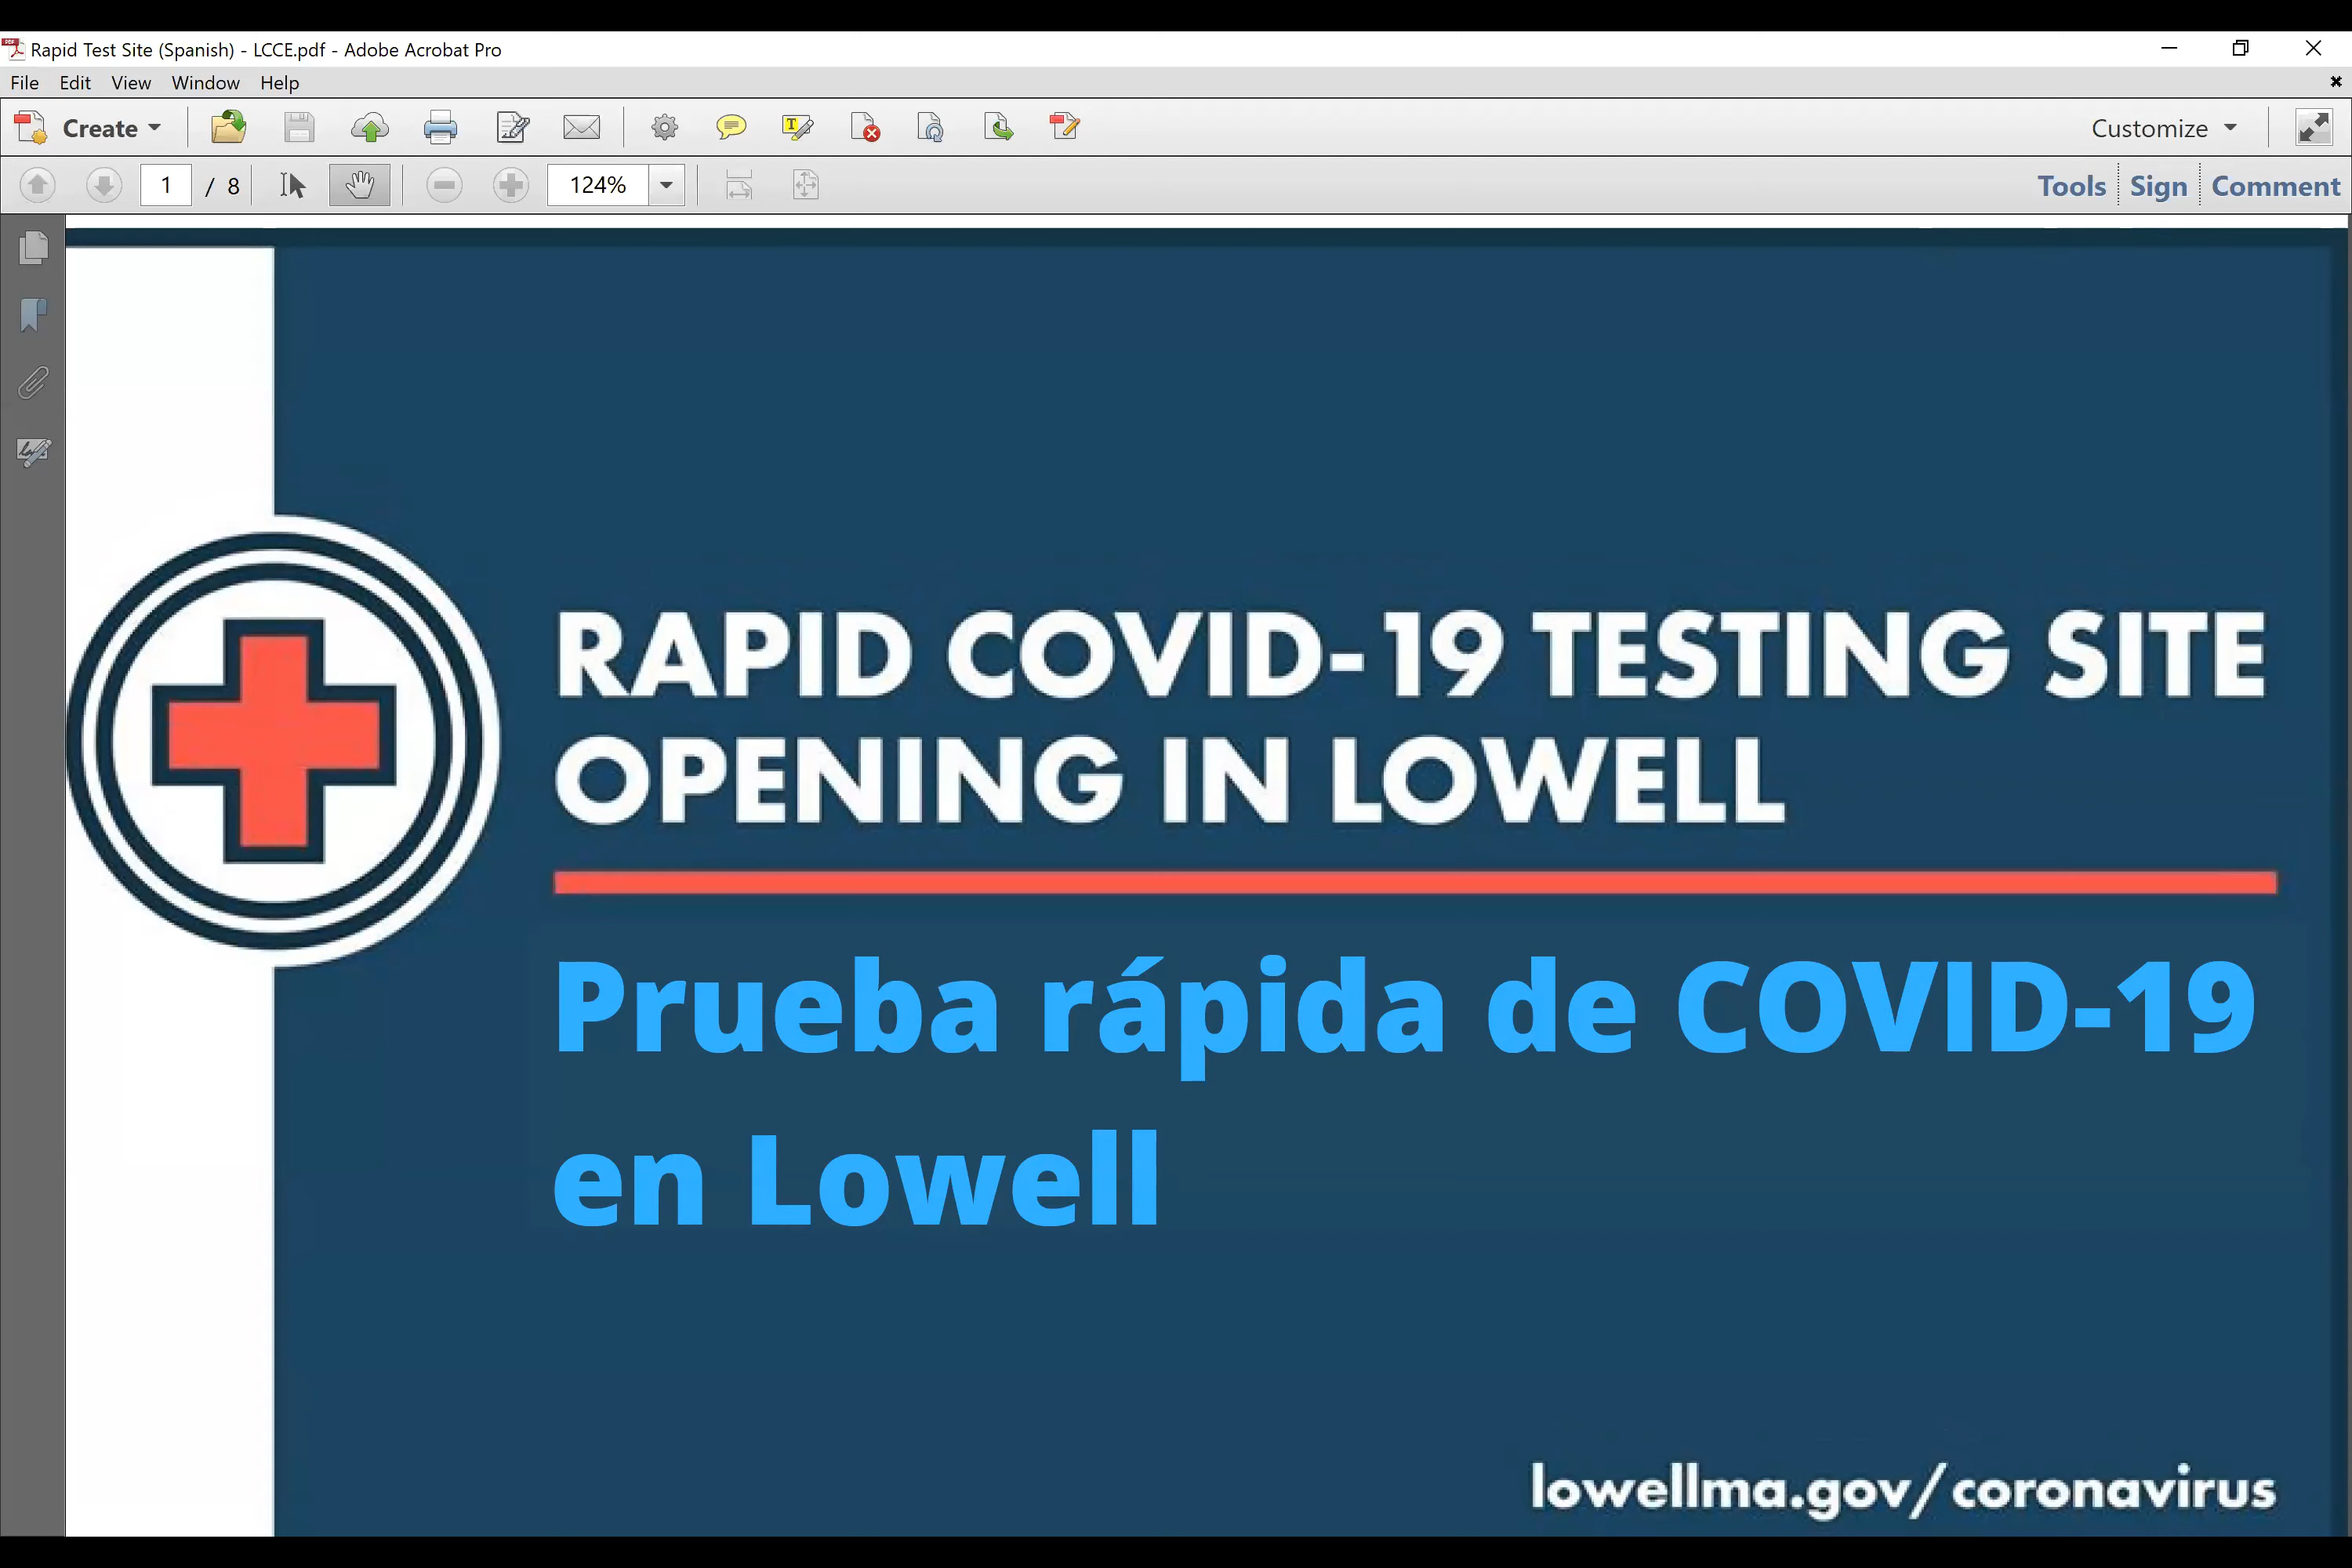 Rapid Test Site (Spanish) - LCCE.pdf - Adobe Acrobat Pro
File Edit View Window Help
Create Customize
1 / 8 124% Tools Sign Comment
RAPID COVID-19 TESTING SITE
OPENING IN LOWELL
Prueba rápida de COVID-19
en Lowell
lowellma.gov/coronavirus